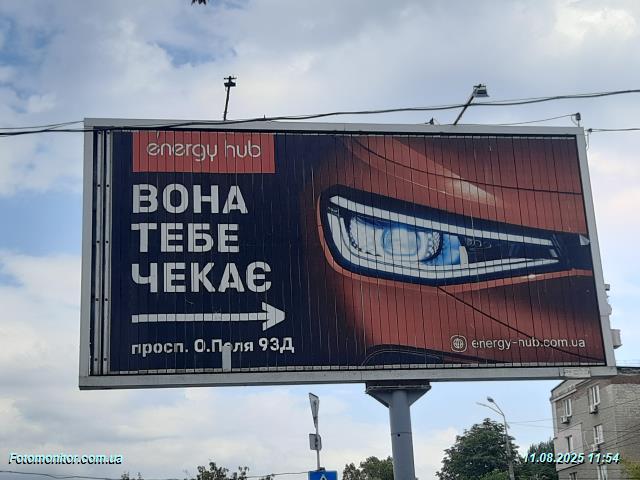 energy hub
ВОНА
ТЕБЕ
ЧЕКАЄ
просп. О.Поля 93Д
energy-hub.com.ua
Fotomonitor.com.ua
11.08.2025 11:54